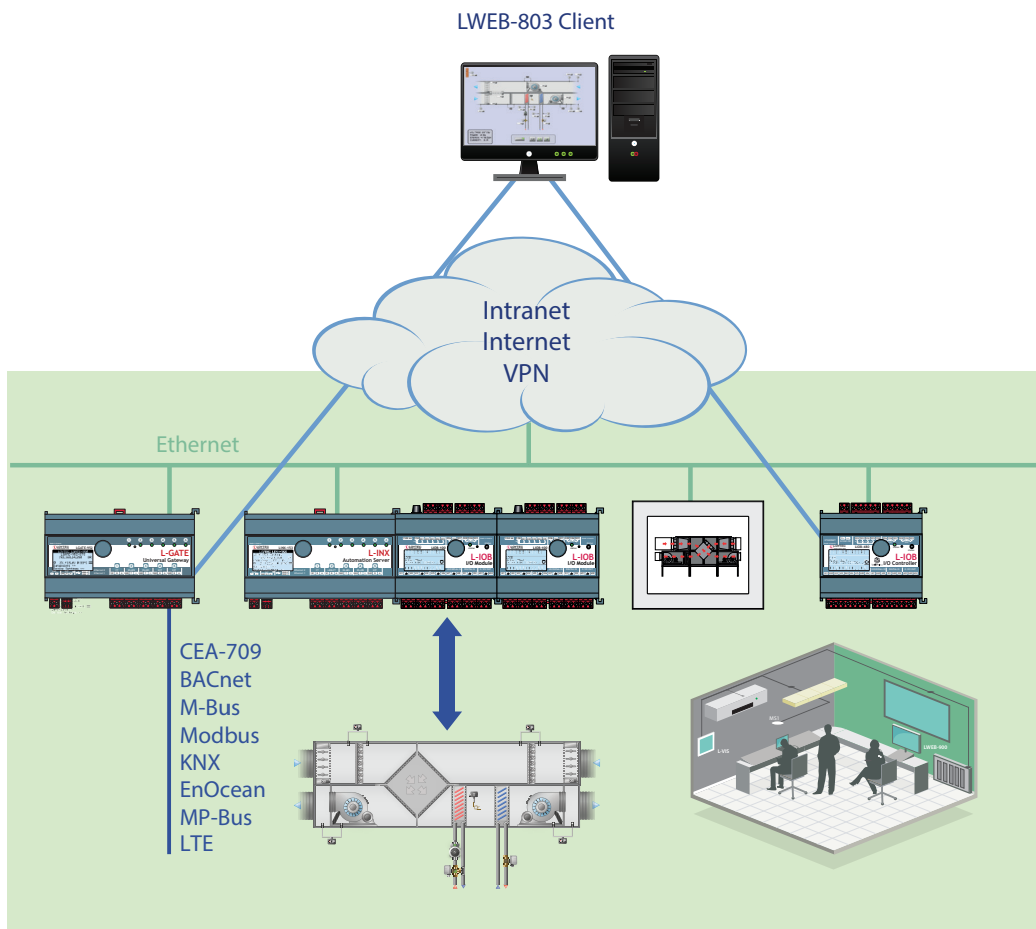 LWEB-803 Client
Intranet
Internet
VPN
Ethernet
L-GATE
Universal Gateway
L-INX
Automation Server
L-IOB
I/O Module
L-IOB
I/O Module
L-IOB
I/O Controller
CEA-709
BACnet
M-Bus
Modbus
KNX
EnOcean
MP-Bus
LTE
L-VIS